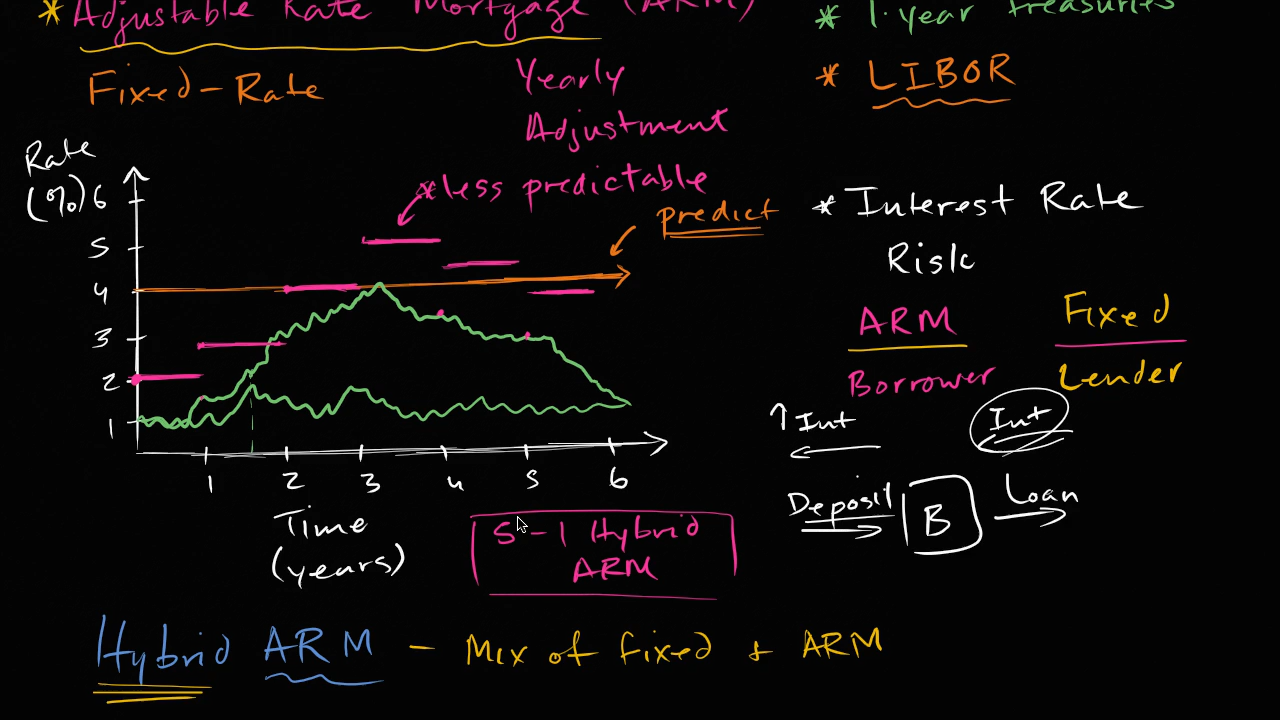 * Adjustable Rate Mortgage (ARM)
* 1-year treasuries
Fixed-Rate
* LIBOR
Yearly
Adjustment
*less predictable
predict
Rate
(%)
6
5
4
3
2
1
1 2 3 4 5 6
Time
(years)
5-1 Hybrid
ARM
* Interest Rate
Risk
ARM Fixed
Borrower Lender
↑ Int Int
Deposit B Loan
Hybrid ARM - Mix of fixed + ARM